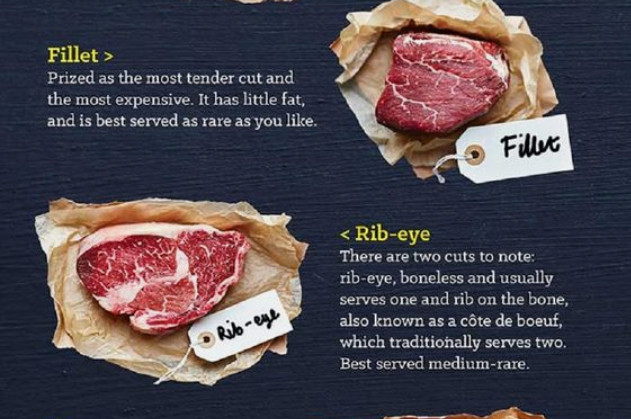 Fillet >
Prized as the most tender cut and
the most expensive. It has little fat,
and is best served as rare as you like.
Fillet
< Rib-eye
There are two cuts to note:
rib-eye, boneless and usually
serves one and rib on the bone,
also known as a côte de boeuf,
which traditionally serves two.
Best served medium-rare.
Rib-eye